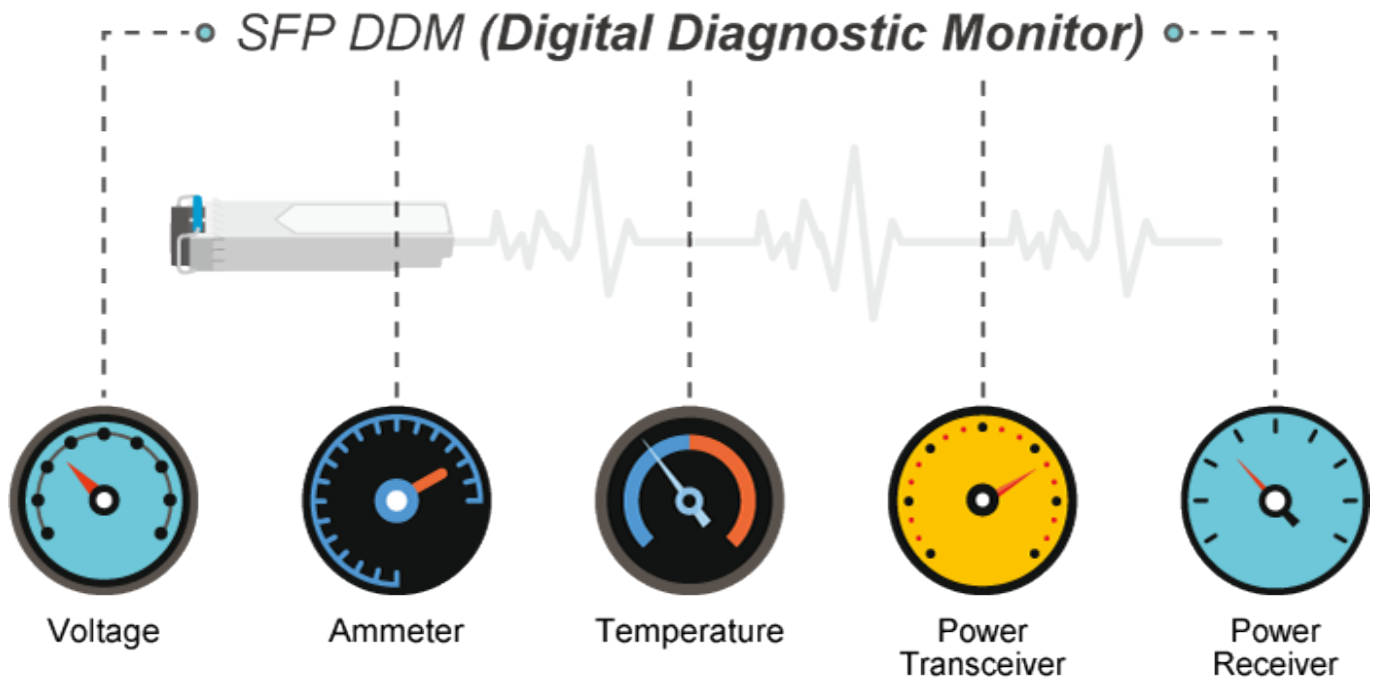 SFP DDM (Digital Diagnostic Monitor)
Voltage
Ammeter
Temperature
Power
Transceiver
Power
Receiver